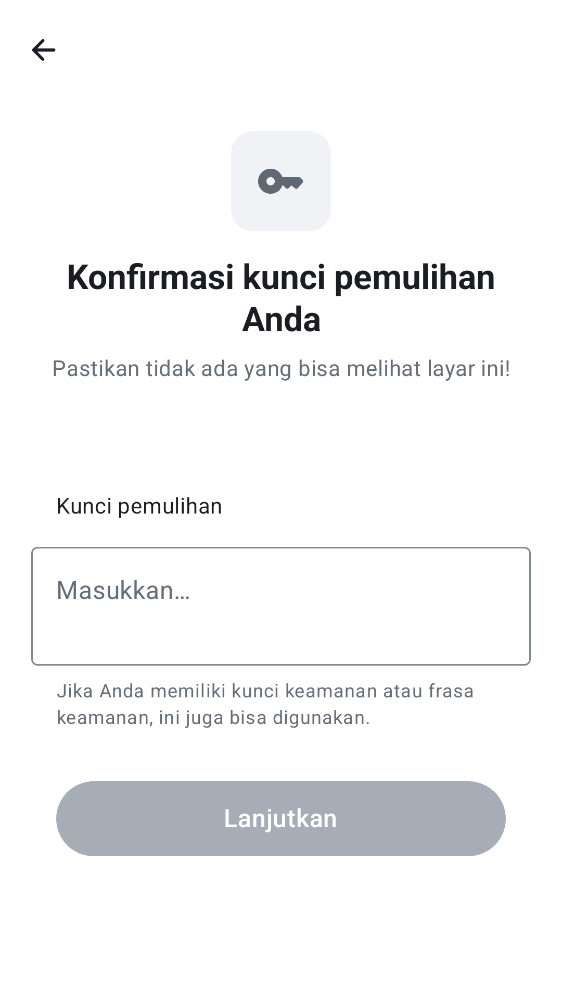 Konfirmasi kunci pemulihan
Anda
Pastikan tidak ada yang bisa melihat layar ini!
Kunci pemulihan
Masukkan…
Jika Anda memiliki kunci keamanan atau frasa
keamanan, ini juga bisa digunakan.
Lanjutkan